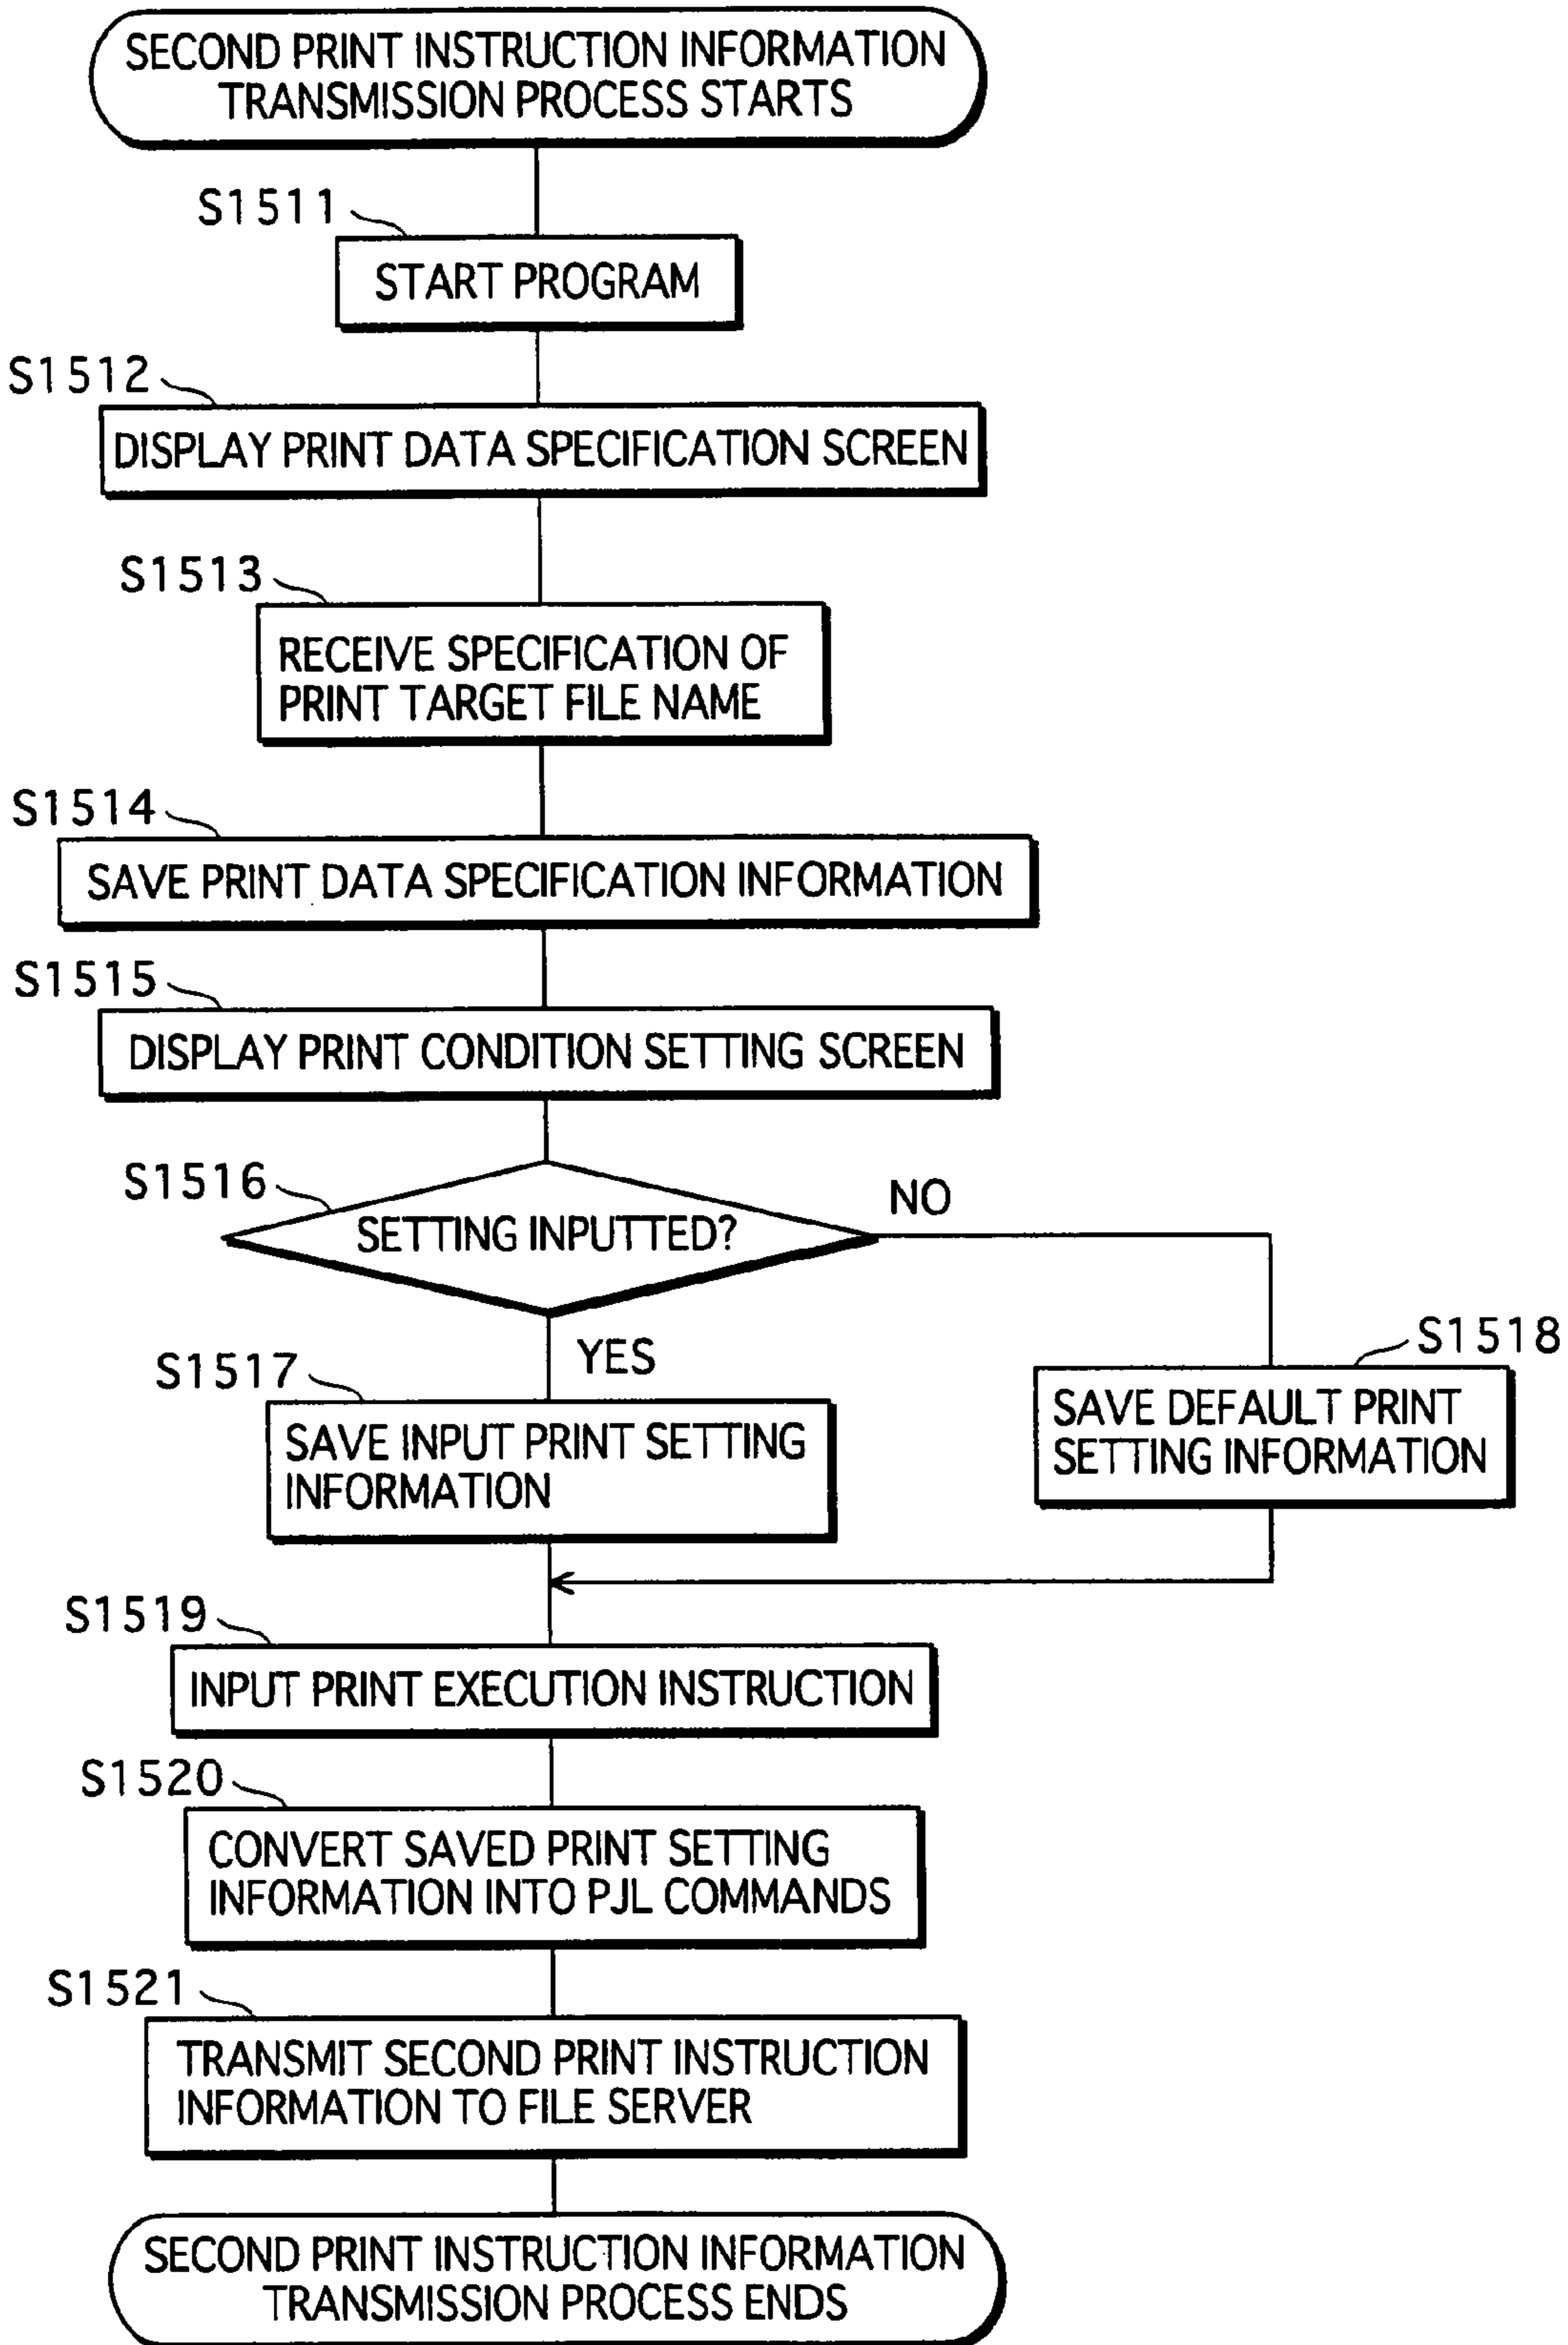 SECOND PRINT INSTRUCTION INFORMATION
TRANSMISSION PROCESS STARTS
S1511
START PROGRAM
S1512
DISPLAY PRINT DATA SPECIFICATION SCREEN
S1513
RECEIVE SPECIFICATION OF
PRINT TARGET FILE NAME
S1514
SAVE PRINT DATA SPECIFICATION INFORMATION
S1515
DISPLAY PRINT CONDITION SETTING SCREEN
S1516
SETTING INPUTTED?
NO
YES
S1517
SAVE INPUT PRINT SETTING
INFORMATION
S1518
SAVE DEFAULT PRINT
SETTING INFORMATION
S1519
INPUT PRINT EXECUTION INSTRUCTION
S1520
CONVERT SAVED PRINT SETTING
INFORMATION INTO PJL COMMANDS
S1521
TRANSMIT SECOND PRINT INSTRUCTION
INFORMATION TO FILE SERVER
SECOND PRINT INSTRUCTION INFORMATION
TRANSMISSION PROCESS ENDS